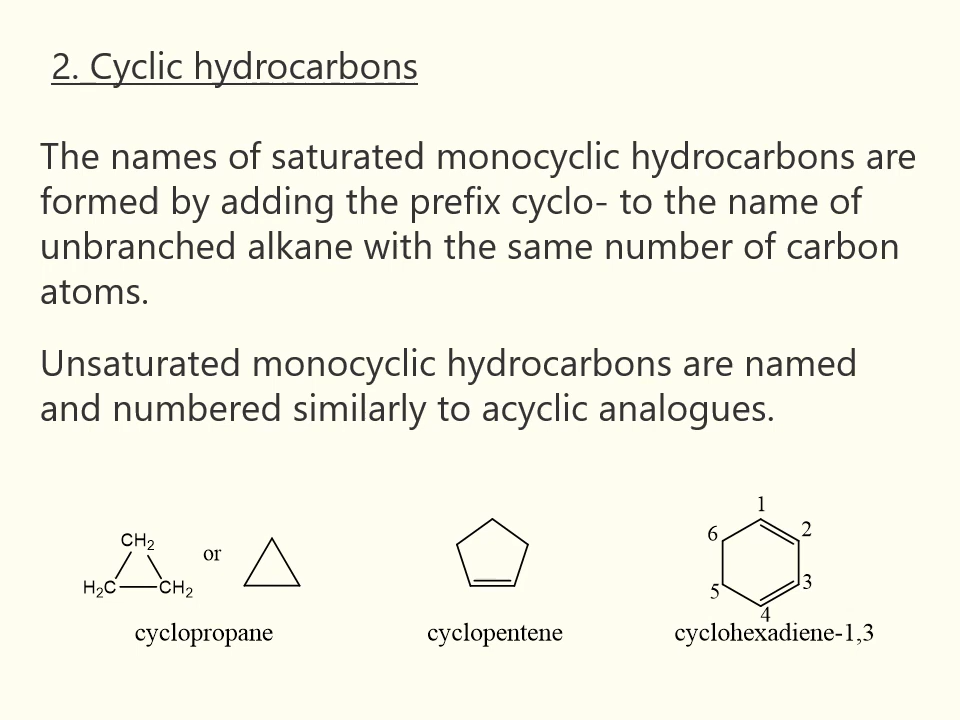 2. Cyclic hydrocarbons
The names of saturated monocyclic hydrocarbons are
formed by adding the prefix cyclo- to the name of
unbranched alkane with the same number of carbon
atoms.
Unsaturated monocyclic hydrocarbons are named
and numbered similarly to acyclic analogues.
CH2
or
H2C CH2
cyclopropane
cyclopentene
1
6 2
5 3
4
cyclohexadiene-1,3